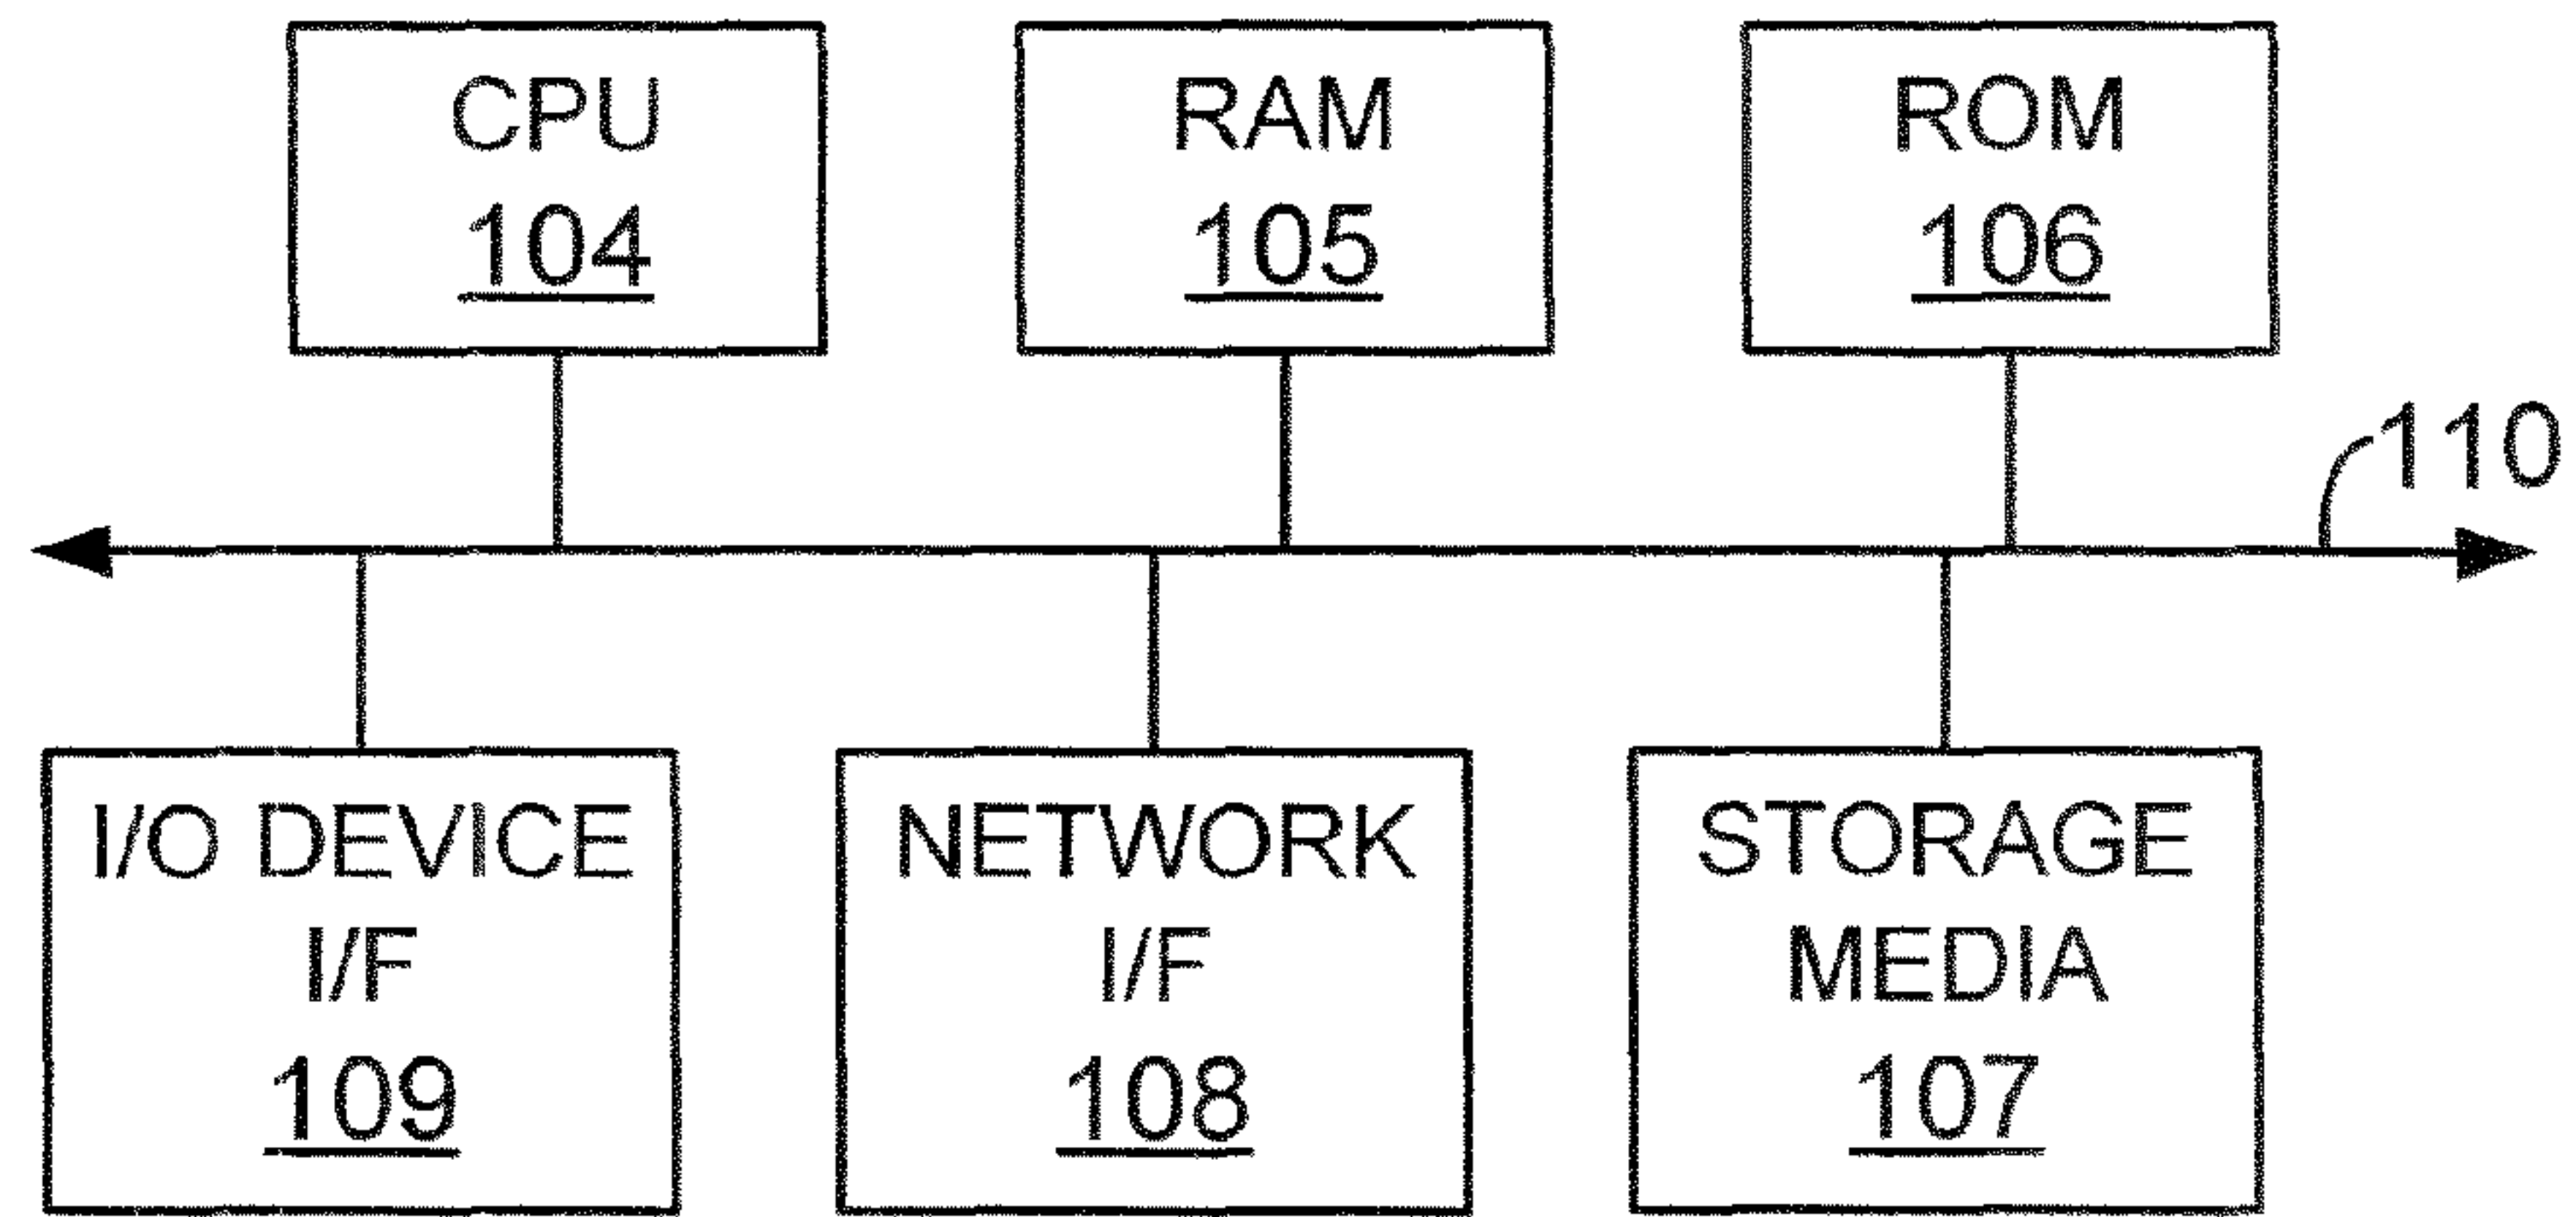 CPU
104
RAM
105
ROM
106
110
I/O DEVICE
I/F
109
NETWORK
I/F
108
STORAGE
MEDIA
107